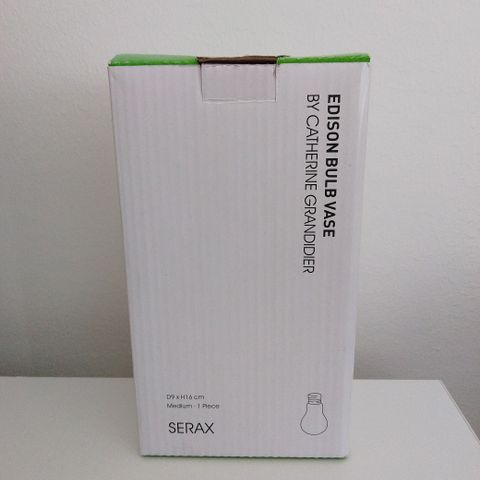 EDISON BULB VASE
BY CATHERINE GRANDIDIER
D9 x H16 cm
Medium - 1 Piece
SERAX